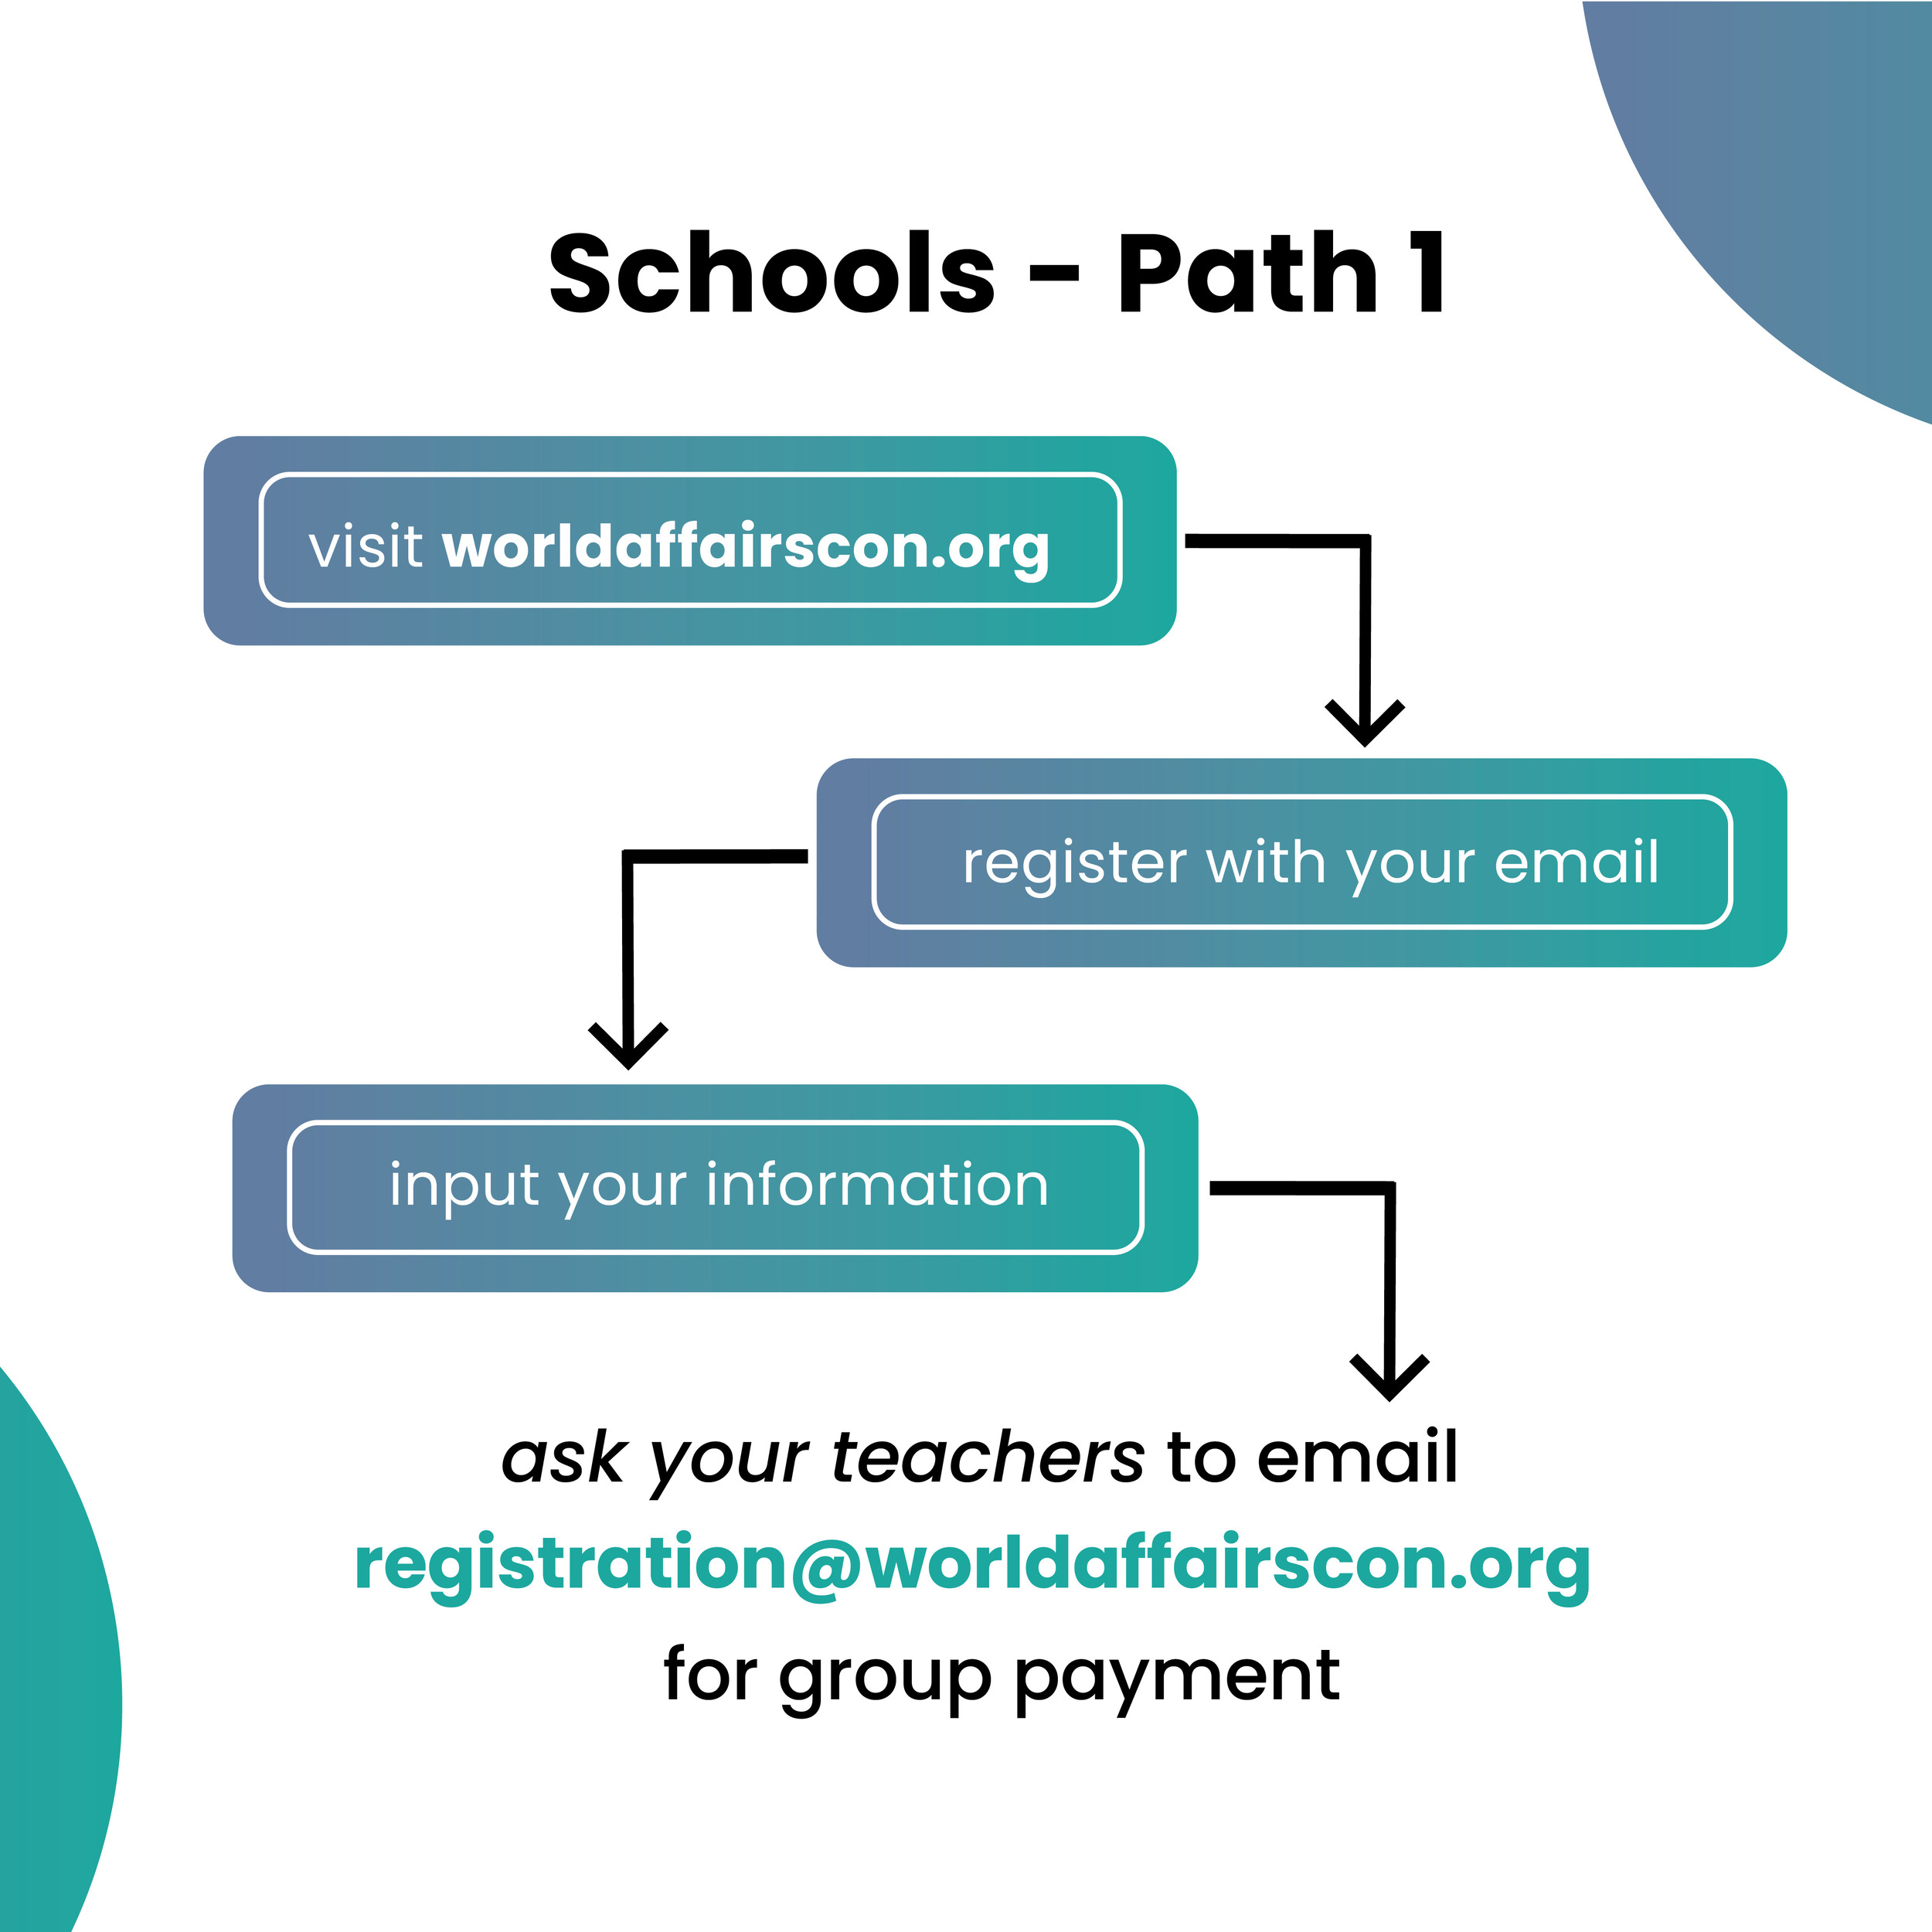 Schools - Path 1
visit worldaffairscon.org
register with your email
input your information
ask your teachers to email
registration@worldaffairscon.org
for group payment